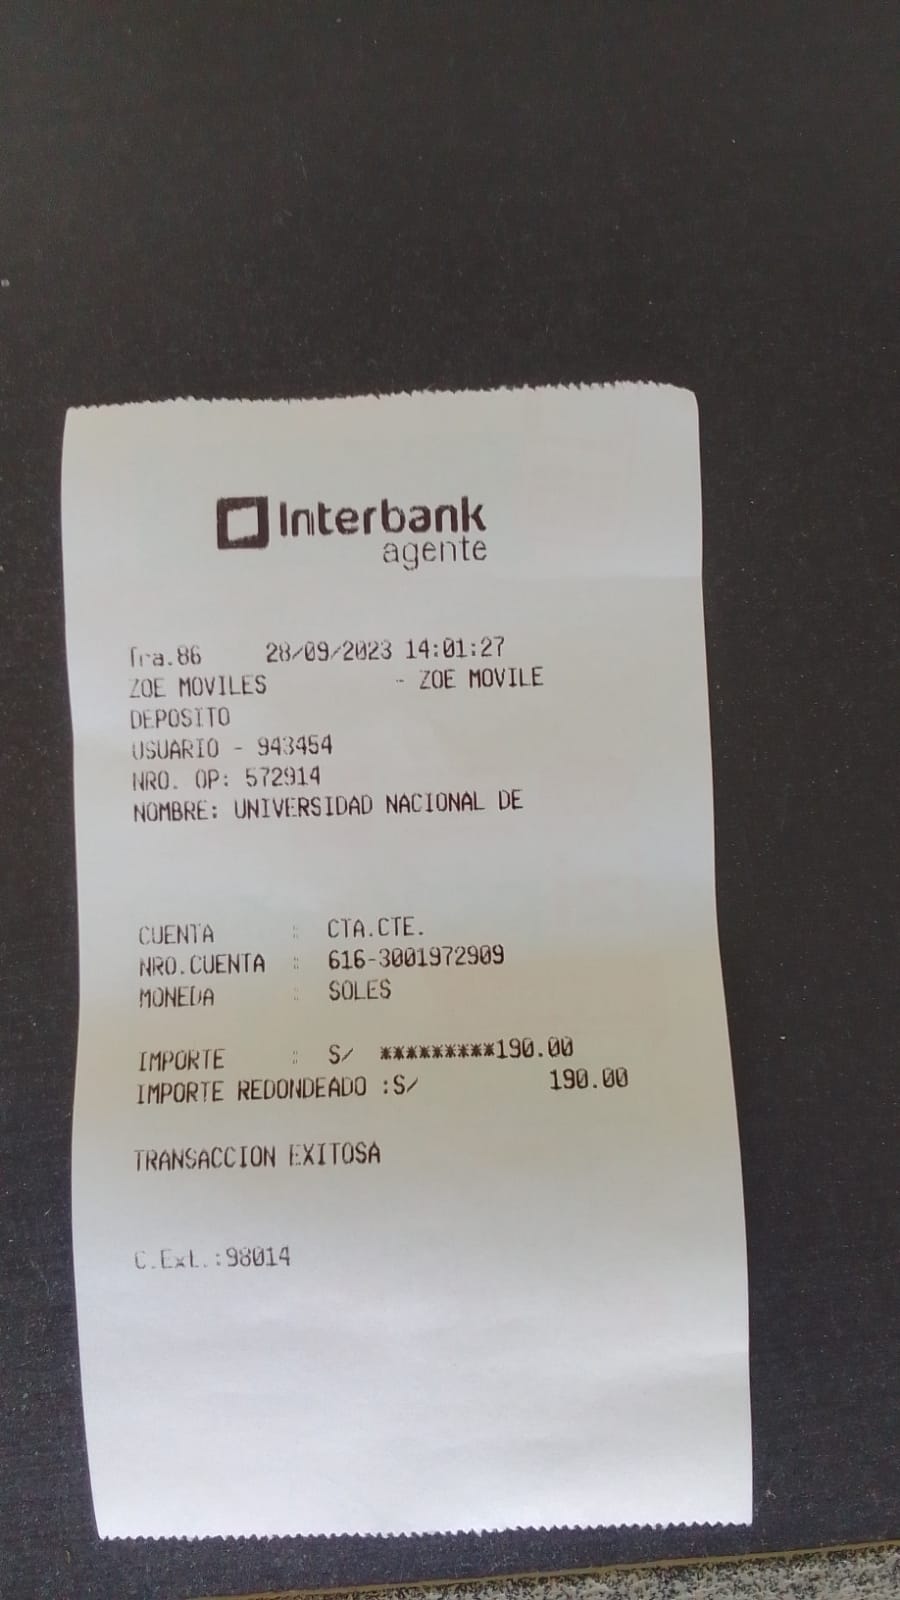 Interbank
agente
Tra.86 28/09/2023 14:01:27
ZOE MOVILES - ZOE MOVILE
DEPOSITO
USUARIO - 943454
NRO. OP: 572914
NOMBRE: UNIVERSIDAD NACIONAL DE
CUENTA : CTA.CTE.
NRO.CUENTA : 616-3001972909
MONEDA : SOLES
IMPORTE : S/ *********190.00
IMPORTE REDONDEADO :S/ 190.00
TRANSACCION EXITOSA
C.Ext.:98014